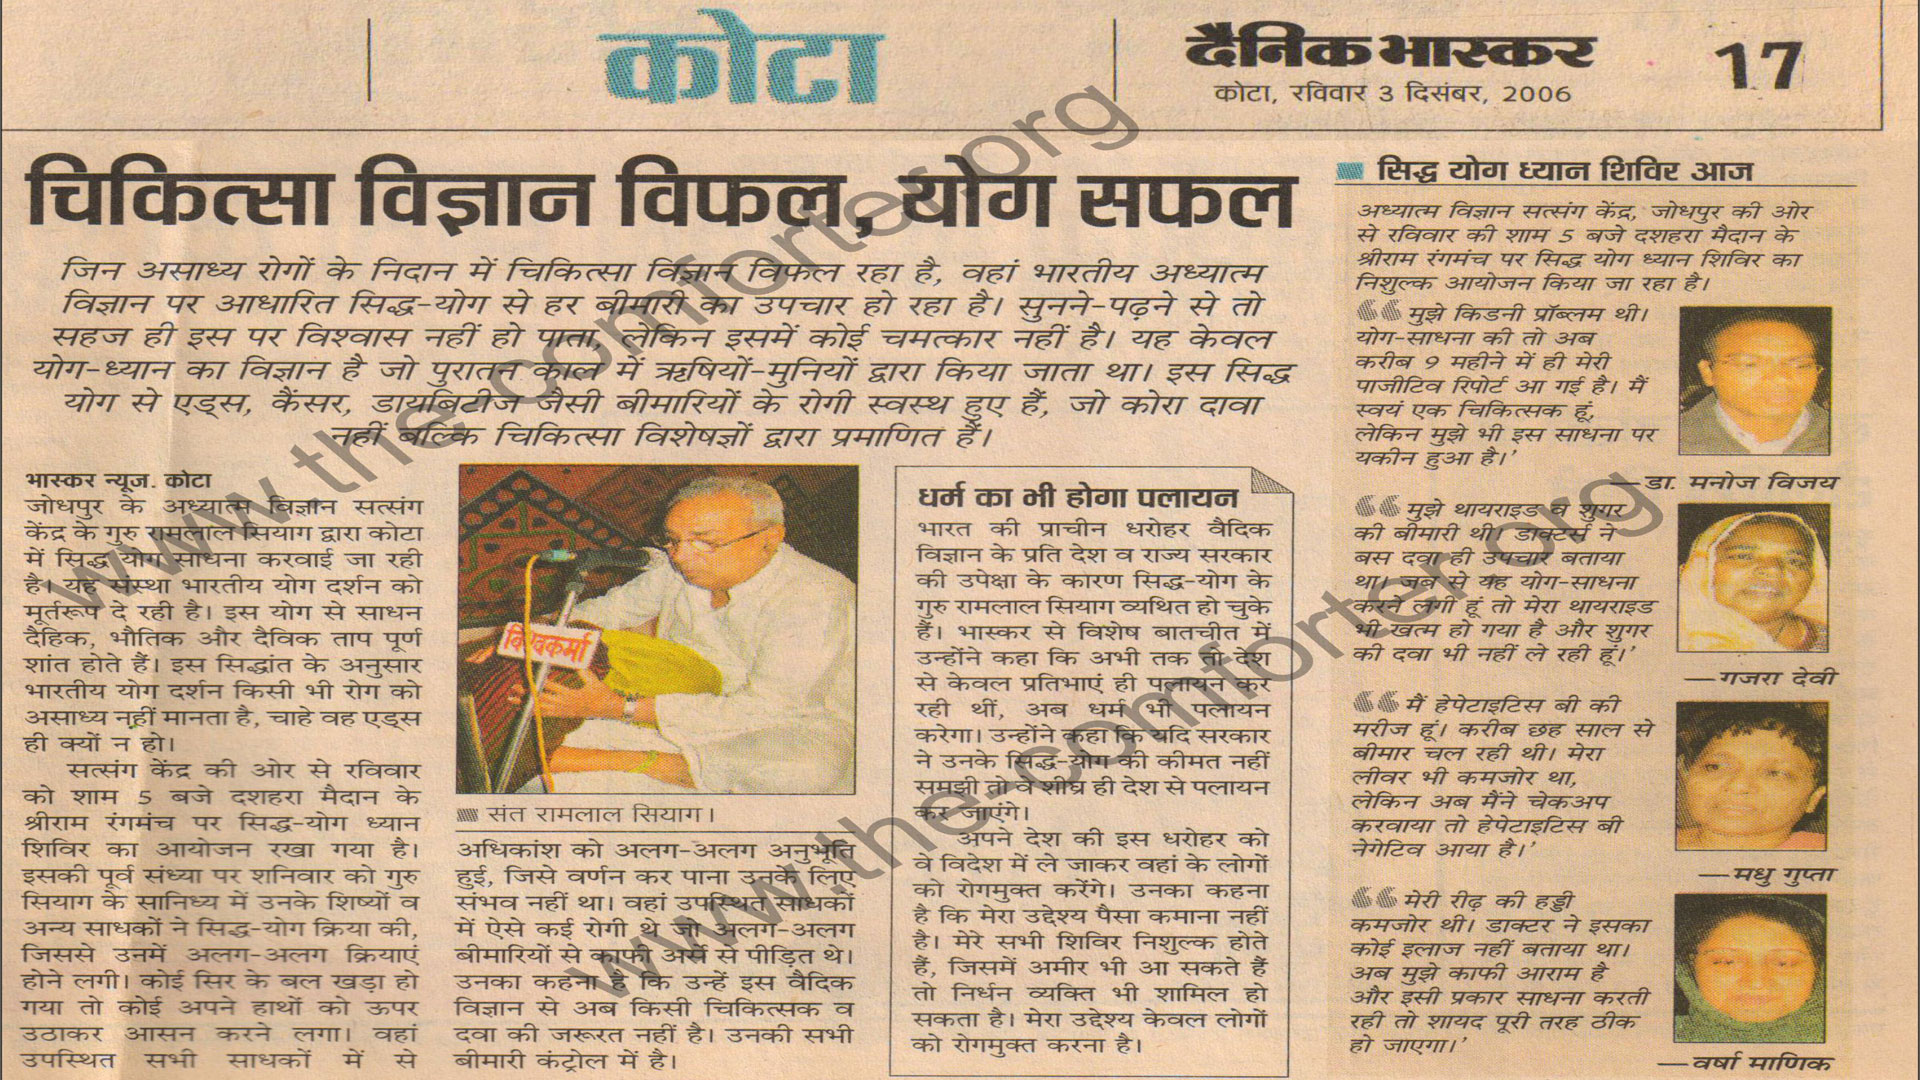 कोटा
दैनिक भास्कर
17
कोटा, रविवार 3 दिसंबर, 2006
चिकित्सा विज्ञान विफल, योग सफल
जिन असाध्य रोगों के निदान में चिकित्सा विज्ञान विफल रहा है, वहां भारतीय अध्यात्म
विज्ञान पर आधारित सिद्ध-योग से हर बीमारी का उपचार हो रहा है। सुनने-पढ़ने से तो
सहज ही इस पर विश्वास नहीं हो पाता, लेकिन इसमें कोई चमत्कार नहीं है। यह केवल
योग-ध्यान का विज्ञान है जो पुरातन काल में ऋषियों-मुनियों द्वारा किया जाता था। इस सिद्ध
योग से एड्स, कैंसर, डायबिटीज जैसी बीमारियों के रोगी स्वस्थ हुए हैं, जो कोरा दावा
नहीं बल्कि चिकित्सा विशेषज्ञों द्वारा प्रमाणित हैं।
भास्कर न्यूज. कोटा
जोधपुर के अध्यात्म विज्ञान सत्संग
केंद्र के गुरु रामलाल सियाग द्वारा कोटा
में सिद्ध योग साधना करवाई जा रही
है। यह संस्था भारतीय योग दर्शन को
मूर्तरूप दे रही है। इस योग से साधन
दैहिक, भौतिक और दैविक ताप पूर्ण
शांत होते हैं। इस सिद्धांत के अनुसार
भारतीय योग दर्शन किसी भी रोग को
असाध्य नहीं मानता है, चाहे वह एड्स
ही क्यों न हो।
सत्संग केंद्र की ओर से रविवार
को शाम 5 बजे दशहरा मैदान के
श्रीराम रंगमंच पर सिद्ध-योग ध्यान
शिविर का आयोजन रखा गया है।
इसकी पूर्व संध्या पर शनिवार को गुरु
सियाग के सानिध्य में उनके शिष्यों व
अन्य साधकों ने सिद्ध-योग क्रिया की,
जिससे उनमें अलग-अलग क्रियाएं
होने लगी। कोई सिर के बल खड़ा हो
गया तो कोई अपने हाथों को ऊपर
उठाकर आसन करने लगा। वहां
उपस्थित सभी साधकों में से
विश्वकर्मा
संत रामलाल सियाग।
अधिकांश को अलग-अलग अनुभूति
हुई, जिसे वर्णन कर पाना उनके लिए
संभव नहीं था। वहां उपस्थित साधकों
में ऐसे कई रोगी थे जो अलग-अलग
बीमारियों से काफी अर्से से पीड़ित थे।
उनका कहना है कि उन्हें इस वैदिक
विज्ञान से अब किसी चिकित्सक व
दवा की जरूरत नहीं है। उनकी सभी
बीमारी कंट्रोल में है।
धर्म का भी होगा पलायन
भारत की प्राचीन धरोहर वैदिक
विज्ञान के प्रति देश व राज्य सरकार
की उपेक्षा के कारण सिद्ध-योग के
गुरु रामलाल सियाग व्यथित हो चुके
हैं। भास्कर से विशेष बातचीत में
उन्होंने कहा कि अभी तक तो देश
से केवल प्रतिभाएं ही पलायन कर
रही थीं, अब धर्म भी पलायन
करेगा। उन्होंने कहा कि यदि सरकार
ने उनके सिद्ध-योग की कीमत नहीं
समझी तो वे शीघ्र ही देश से पलायन
कर जाएंगे।
अपने देश की इस धरोहर को
वे विदेश में ले जाकर वहां के लोगों
को रोगमुक्त करेंगे। उनका कहना
है कि मेरा उद्देश्य पैसा कमाना नहीं
है। मेरे सभी शिविर निशुल्क होते
हैं, जिसमें अमीर भी आ सकते हैं
तो निर्धन व्यक्ति भी शामिल हो
सकता है। मेरा उद्देश्य केवल लोगों
को रोगमुक्त करना है।
सिद्ध योग ध्यान शिविर आज
अध्यात्म विज्ञान सत्संग केंद्र, जोधपुर की ओर
से रविवार की शाम 5 बजे दशहरा मैदान के
श्रीराम रंगमंच पर सिद्ध योग ध्यान शिविर का
निशुल्क आयोजन किया जा रहा है।
“मुझे किडनी प्रॉब्लम थी।
योग-साधना की तो अब
करीब 9 महीने में ही मेरी
पाजीटिव रिपोर्ट आ गई है। मैं
स्वयं एक चिकित्सक हूं,
लेकिन मुझे भी इस साधना पर
यकीन हुआ है।’
—डा. मनोज विजय
“मुझे थायराइड व शुगर
की बीमारी थी। डाक्टर्स ने
बस दवा ही उपचार बताया
था। जब से यह योग-साधना
करने लगी हूं तो मेरा थायराइड
भी खत्म हो गया है और शुगर
की दवा भी नहीं ले रही हूं।’
—गजरा देवी
“मैं हेपेटाइटिस बी की
मरीज हूं। करीब छह साल से
बीमार चल रही थी। मेरा
लीवर भी कमजोर था,
लेकिन अब मैंने चेकअप
करवाया तो हेपेटाइटिस बी
नेगेटिव आया है।’
—मधु गुप्ता
“मेरी रीढ़ की हड्डी
कमजोर थी। डाक्टर ने इसका
कोई इलाज नहीं बताया था।
अब मुझे काफी आराम है
और इसी प्रकार साधना करती
रही तो शायद पूरी तरह ठीक
हो जाएगा।’
—वर्षा माणिक
www.the-comforter.org
www.the-comforter.org